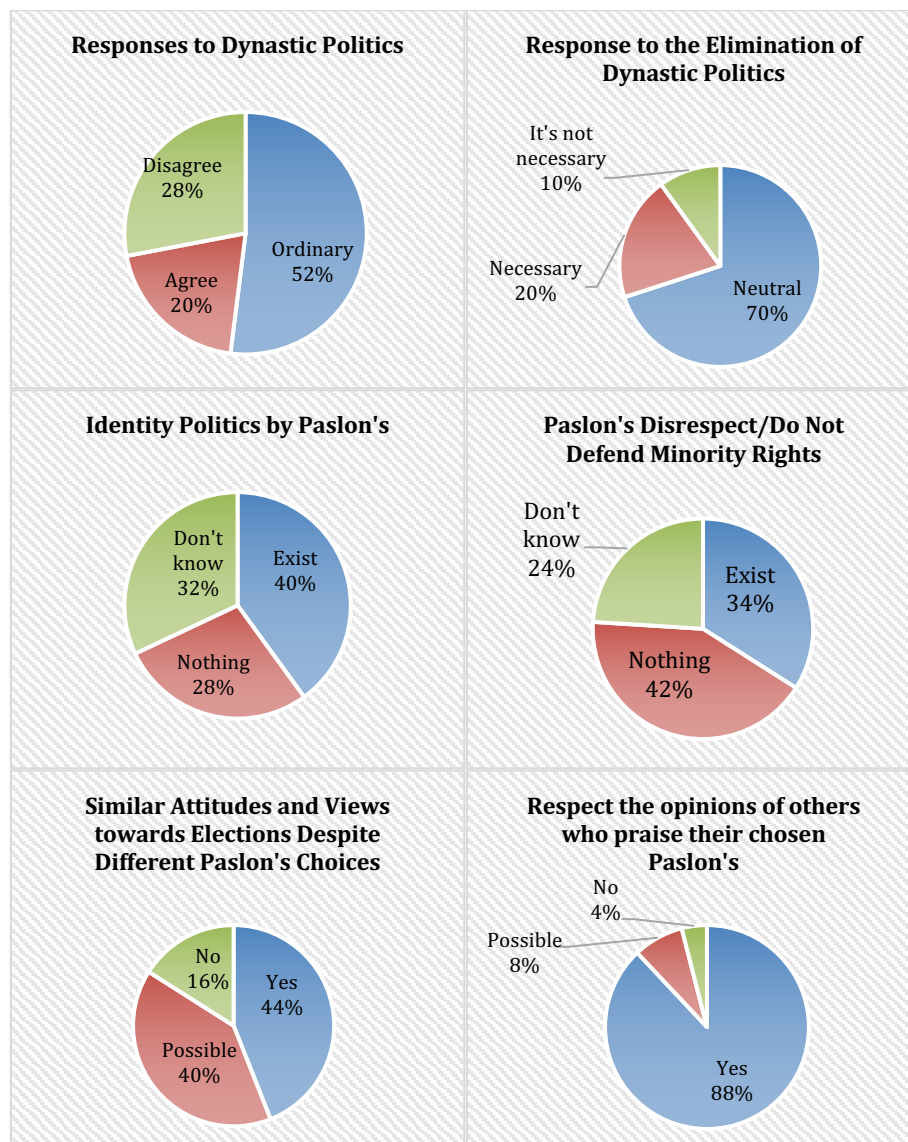 Responses to Dynastic Politics
Disagree
28%
Ordinary
52%
Agree
20%
Response to the Elimination of
Dynastic Politics
It's not
necessary
10%
Necessary
20%
Neutral
70%
Identity Politics by Paslon's
Don't
know
32%
Exist
40%
Nothing
28%
Paslon's Disrespect/Do Not
Defend Minority Rights
Don't
know
24%
Exist
34%
Nothing
42%
Similar Attitudes and Views
towards Elections Despite
Different Paslon's Choices
No
16%
Yes
44%
Possible
40%
Respect the opinions of others
who praise their chosen
Paslon's
No
4%
Possible
8%
Yes
88%